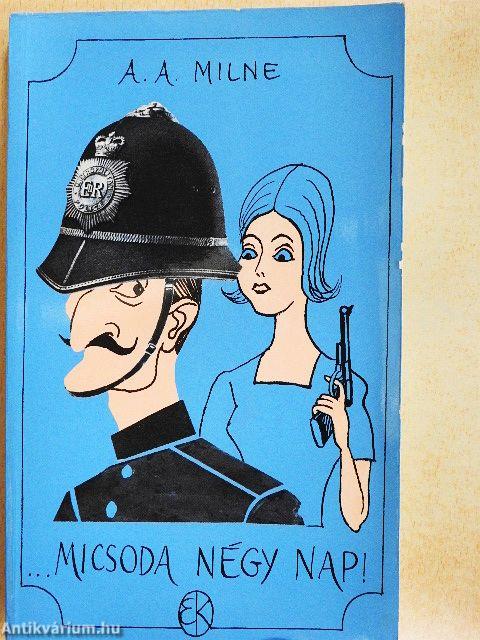 A. A. MILNE
ER
...MICSODA NÉGY NAP!
EK
Antikvárium.hu